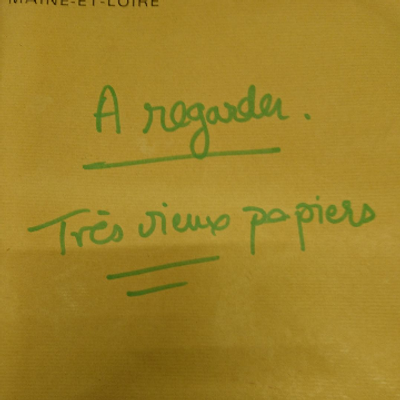 MAINE-ET-LOIRE
A regarder.
Très vieux papiers